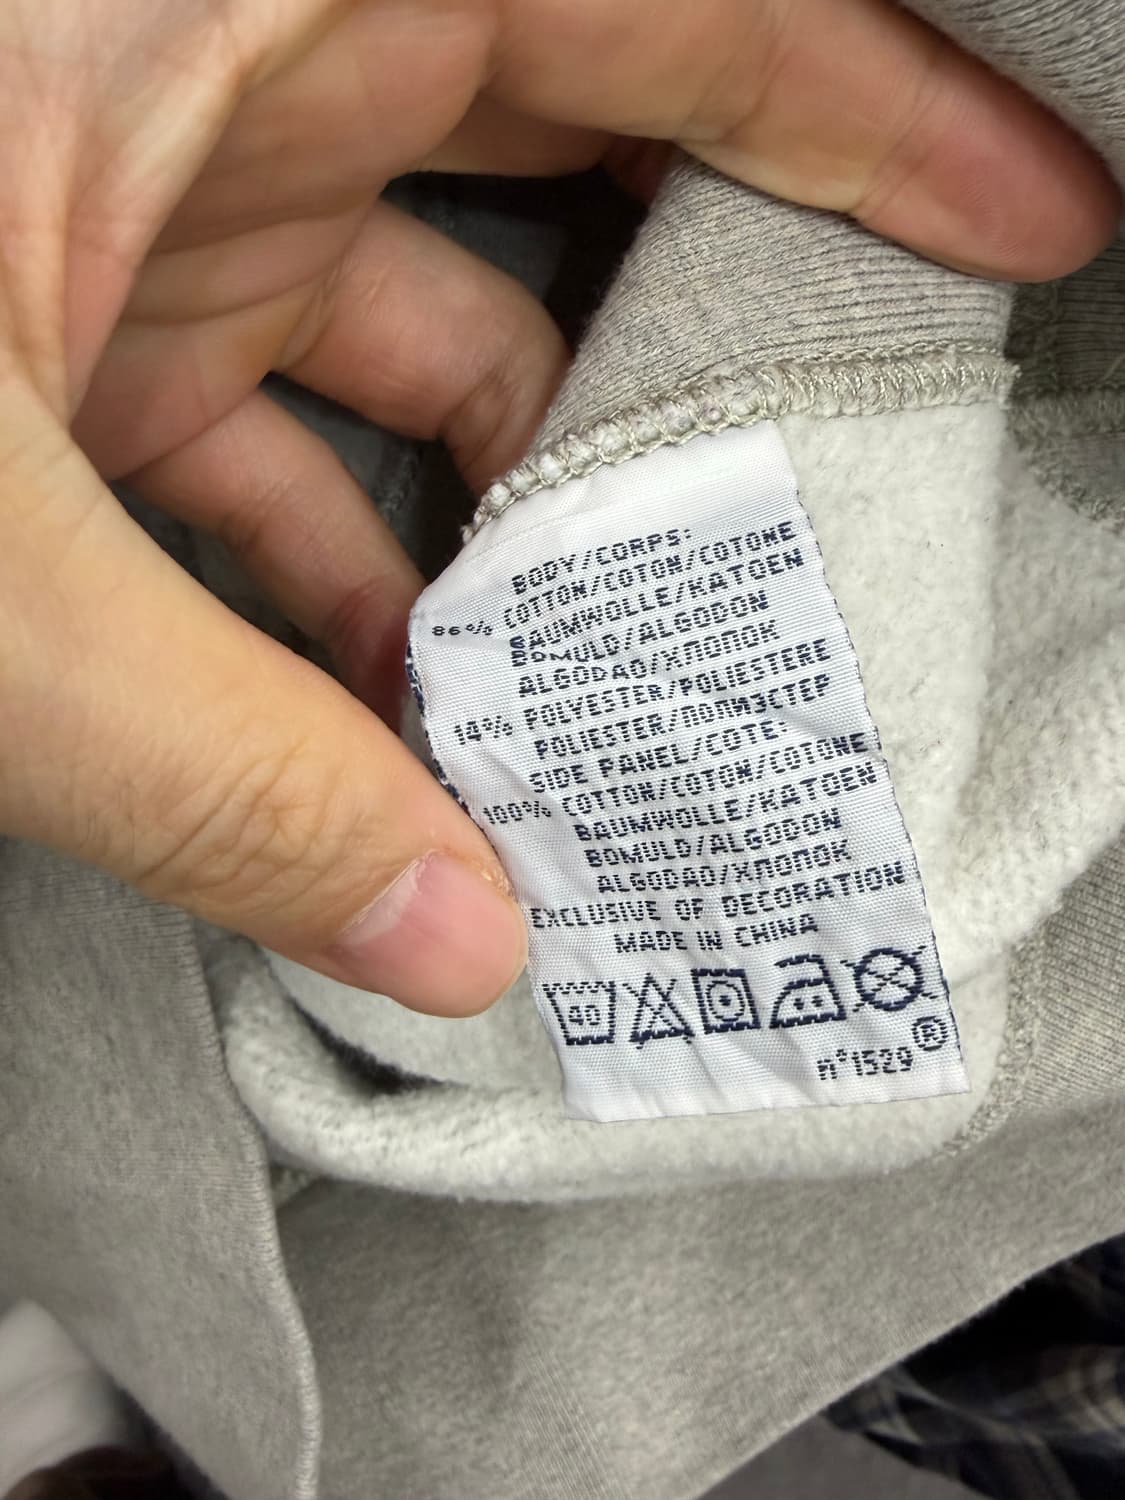 BODY/CORPS:
86% COTTON/COTON/COTONE
BAUMWOLLE/KATOEN
BOMULD/ALGODON
ALGODAO/ХЛОПОК
14% POLYESTER/POLIESTERE
POLIESTER/ПОЛИЭСТЕР
SIDE PANEL/COTE:
100% COTTON/COTON/COTONE
BAUMWOLLE/KATOEN
BOMULD/ALGODON
ALGODAO/ХЛОПОК
EXCLUSIVE OF DECORATION
MADE IN CHINA
40
®
n°1529